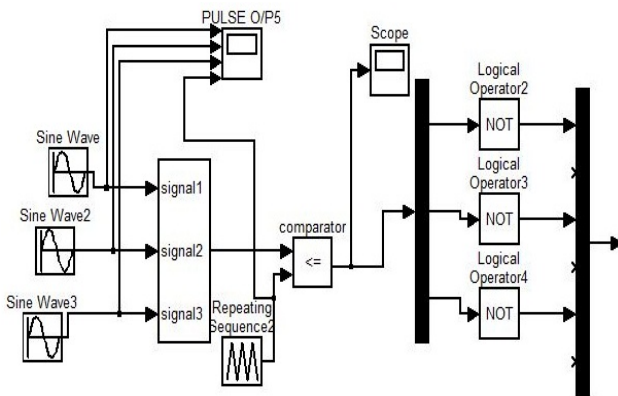 PULSE O/P5
Scope
Logical
Operator2
NOT
Sine Wave
signal1
Logical
Operator3
NOT
Sine Wave2
signal2
comparator
<=
Logical
Operator4
NOT
Sine Wave3
signal3
Repeating
Sequence2